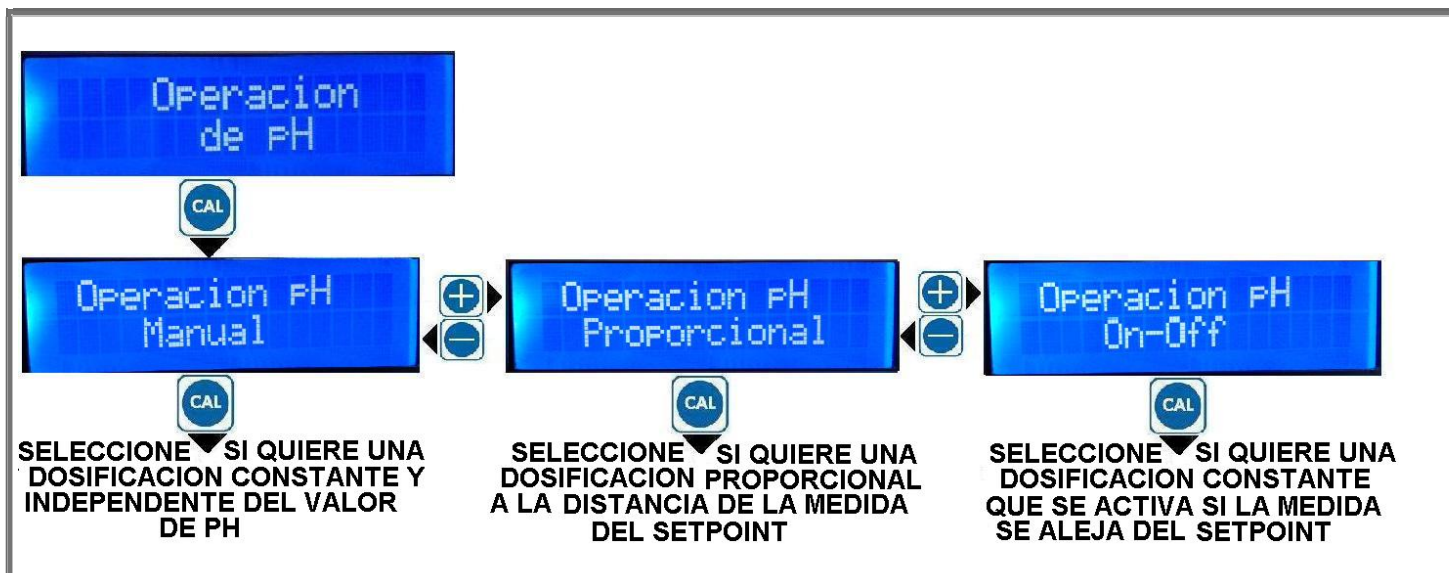 Operacion
de pH
CAL
Operacion pH
Manual
Operacion pH
Proporcional
Operacion pH
On-Off
CAL
SELECCIONE SI QUIERE UNA
DOSIFICACION CONSTANTE Y
INDEPENDENTE DEL VALOR
DE PH
CAL
SELECCIONE SI QUIERE UNA
DOSIFICACION PROPORCIONAL
A LA DISTANCIA DE LA MEDIDA
DEL SETPOINT
CAL
SELECCIONE SI QUIERE UNA
DOSIFICACION CONSTANTE
QUE SE ACTIVA SI LA MEDIDA
SE ALEJA DEL SETPOINT